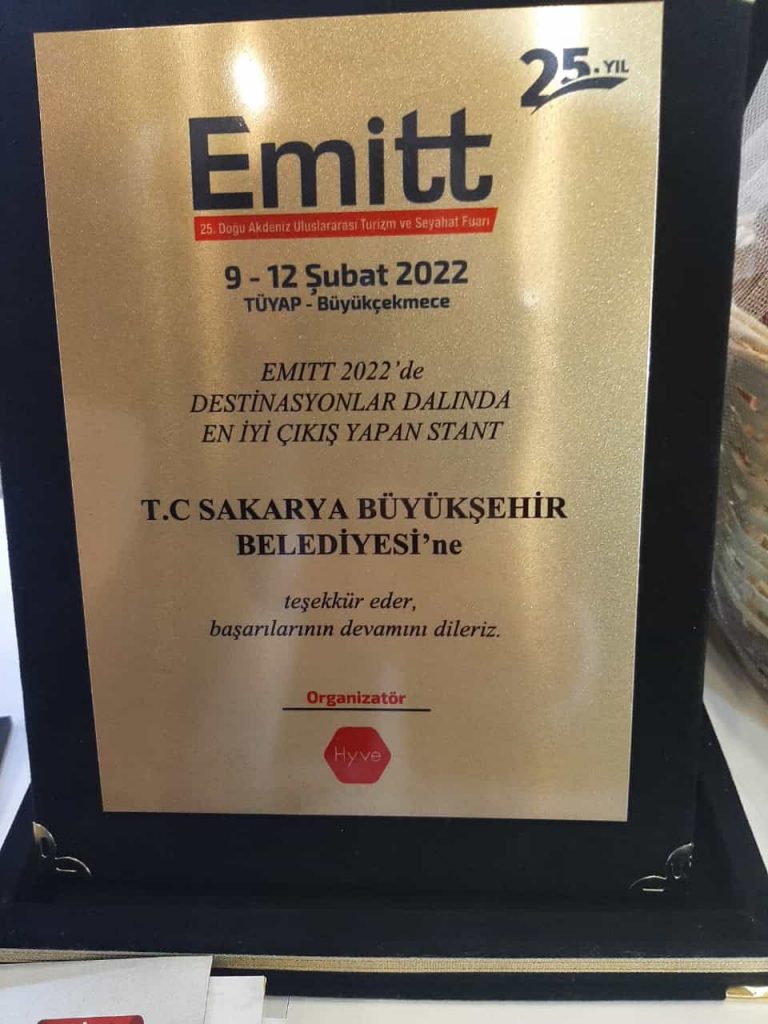 25. YIL
Emitt
25. Doğu Akdeniz Uluslararası Turizm ve Seyahat Fuarı
9 - 12 Şubat 2022
TÜYAP - Büyükçekmece
EMITT 2022’de
DESTİNASYONLAR DALINDA
EN İYİ ÇIKIŞ YAPAN STANT
T.C SAKARYA BÜYÜKŞEHİR
BELEDİYESİ’ne
teşekkür eder,
başarılarının devamını dileriz.
Organizatör
Hyve